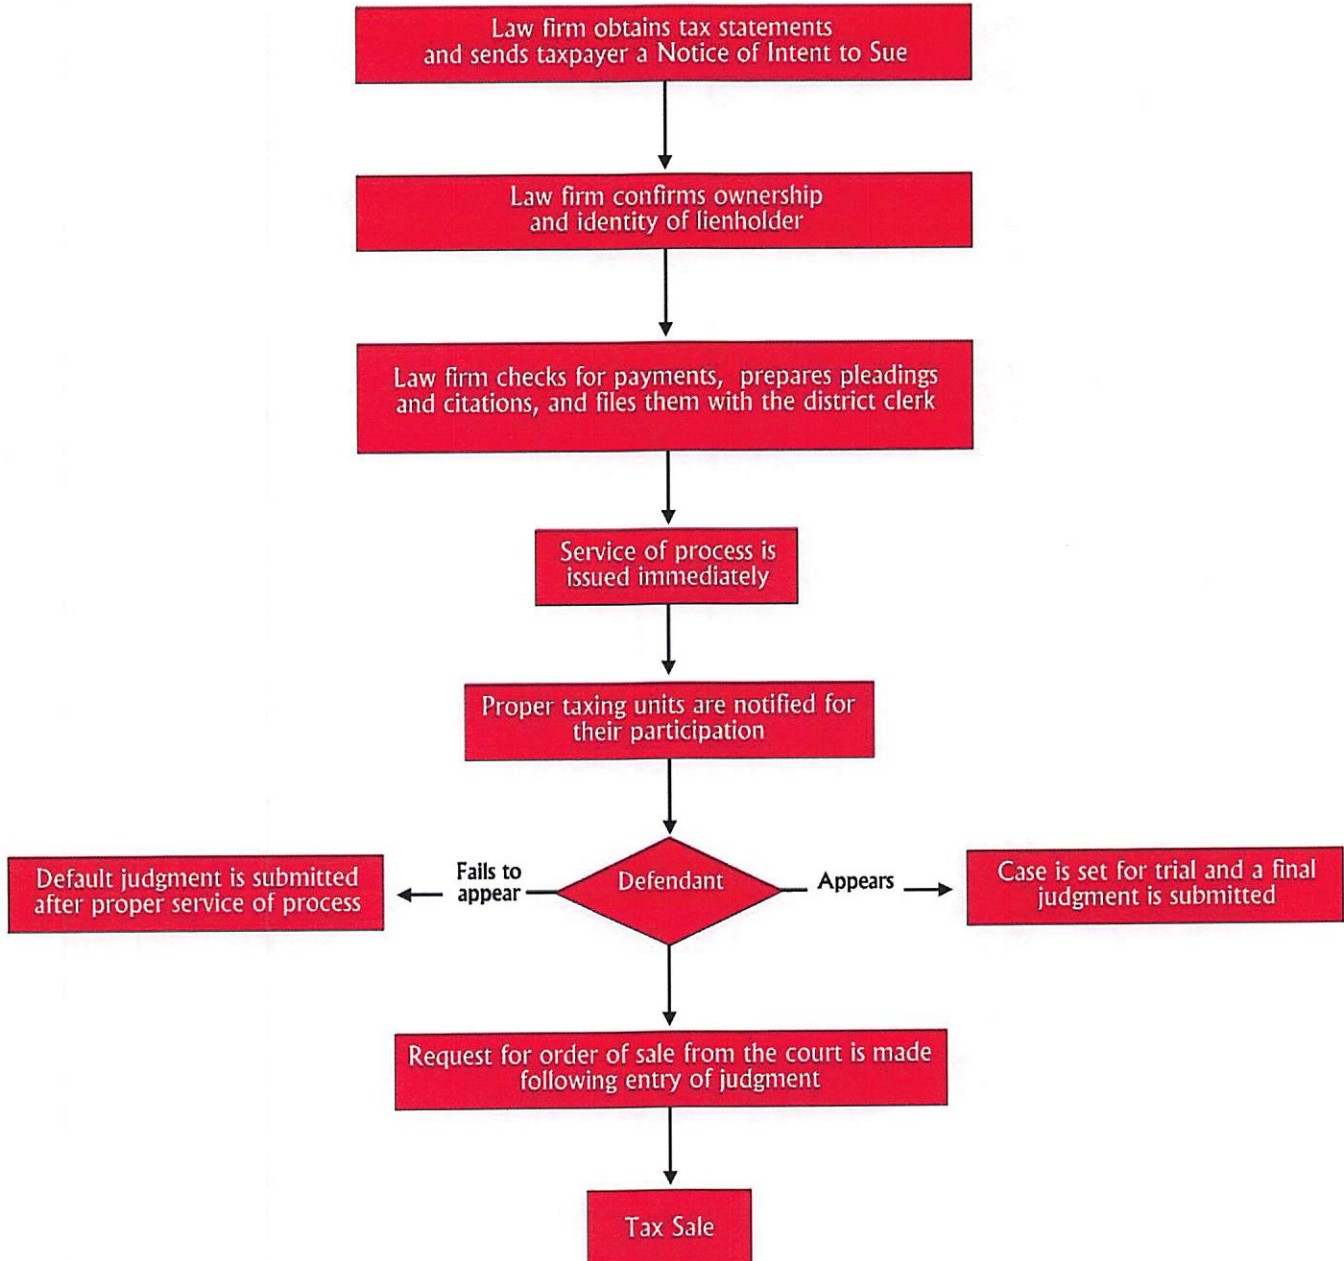 Law firm obtains tax statements
and sends taxpayer a Notice of Intent to Sue
Law firm confirms ownership
and identity of lienholder
Law firm checks for payments, prepares pleadings
and citations, and files them with the district clerk
Service of process is
issued immediately
Proper taxing units are notified for
their participation
Default judgment is submitted
after proper service of process
Fails to
appear
Defendant
Appears
Case is set for trial and a final
judgment is submitted
Request for order of sale from the court is made
following entry of judgment
Tax Sale